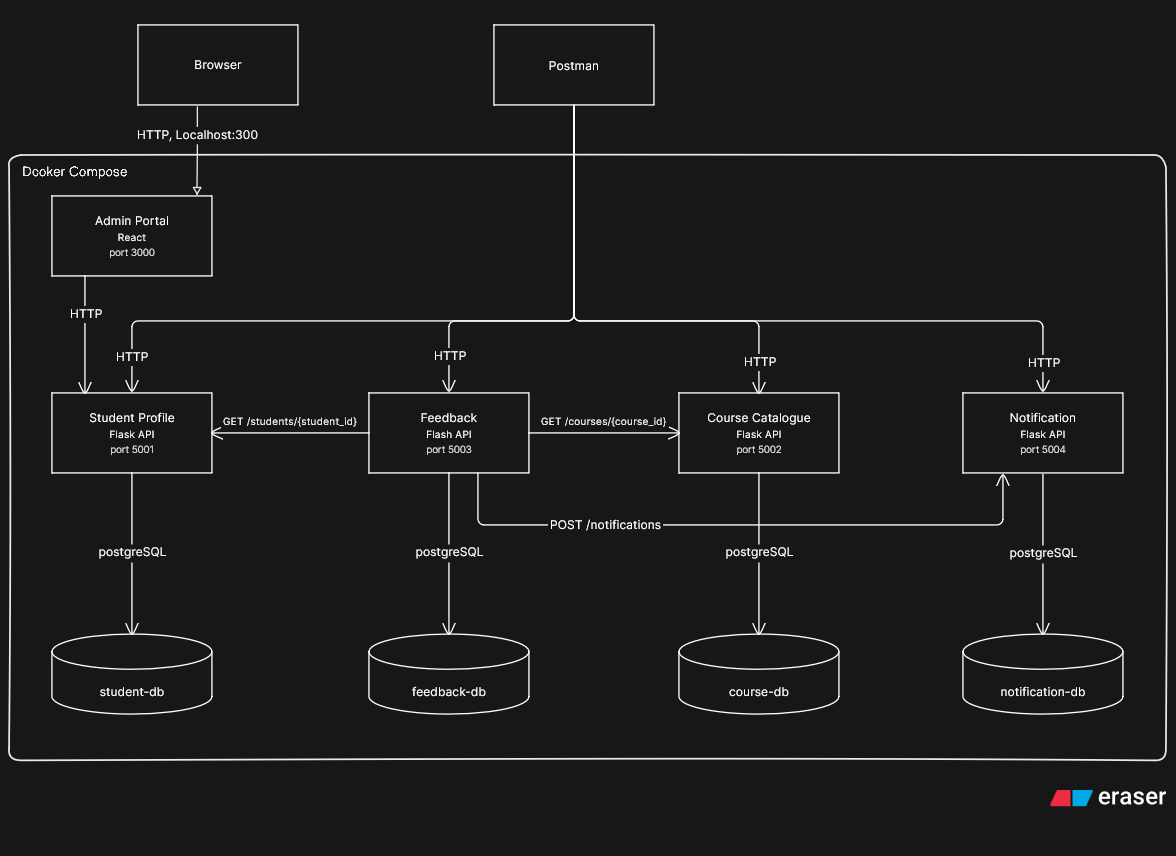 Browser
Postman
HTTP, Localhost:300
Docker Compose
Admin Portal
React
port 3000
HTTP
HTTP
HTTP
HTTP
HTTP
Student Profile
Flask API
port 5001
GET /students/{student_id}
Feedback
Flash API
port 5003
GET /courses/{course_id}
Course Catalogue
Flask API
port 5002
Notification
Flask API
port 5004
POST /notifications
postgreSQL
postgreSQL
postgreSQL
postgreSQL
student-db
feedback-db
course-db
notification-db
eraser